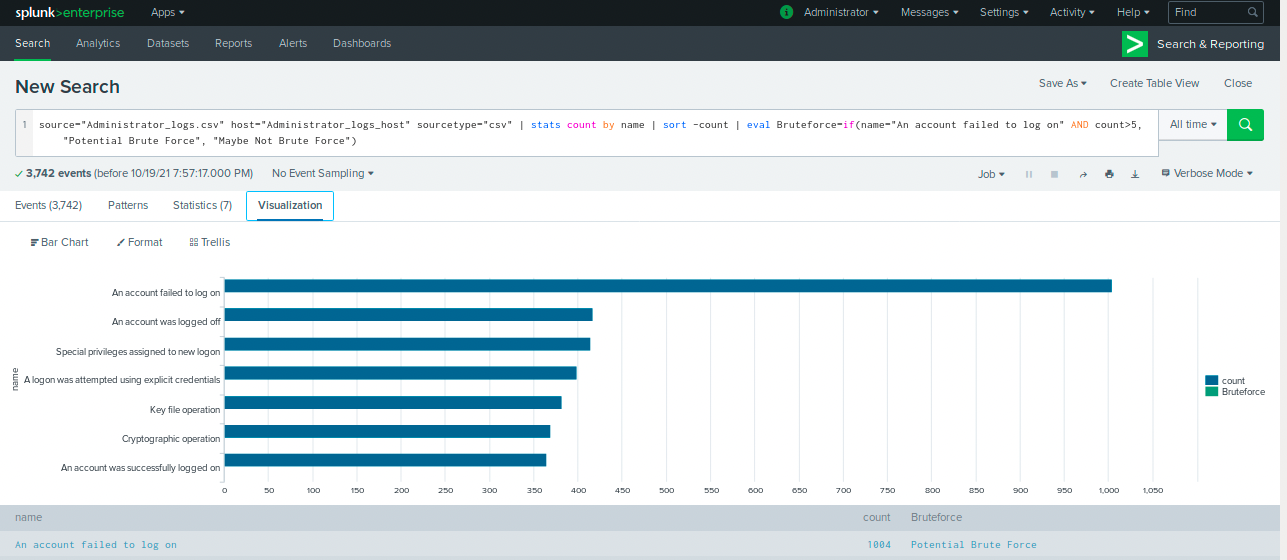 splunk>enterprise Apps Administrator Messages Settings Activity Help Find
Search Analytics Datasets Reports Alerts Dashboards Search & Reporting
New Search Save As Create Table View Close
1 source="Administrator_logs.csv" host="Administrator_logs_host" sourcetype="csv" | stats count by name | sort -count | eval Bruteforce=if(name="An account failed to log on" AND count>5,
"Potential Brute Force", "Maybe Not Brute Force")
All time
3,742 events (before 10/19/21 7:57:17.000 PM) No Event Sampling Job Verbose Mode
Events (3,742) Patterns Statistics (7) Visualization
Bar Chart Format Trellis
An account failed to log on
An account was logged off
Special privileges assigned to new logon
A logon was attempted using explicit credentials
Key file operation
Cryptographic operation
An account was successfully logged on
name
count
Bruteforce
0 50 100 150 200 250 300 350 400 450 500 550 600 650 700 750 800 850 900 950 1,000 1,050
name count Bruteforce
An account failed to log on 1004 Potential Brute Force